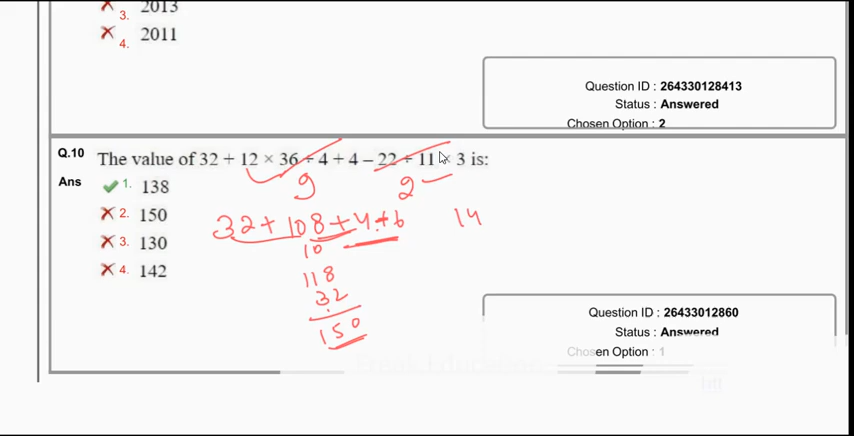 3. 2013
4. 2011
Question ID : 264330128413
Status : Answered
Chosen Option : 2
Q.10 The value of 32 + 12 × 36 ÷ 4 + 4 – 22 ÷ 11 × 3 is:
Ans 1. 138
2. 150
3. 130
4. 142
9 2
32 + 108 + 4 + 6 14
10
118
32
150
Question ID : 26433012860
Status : Answered
Chosen Option : 1